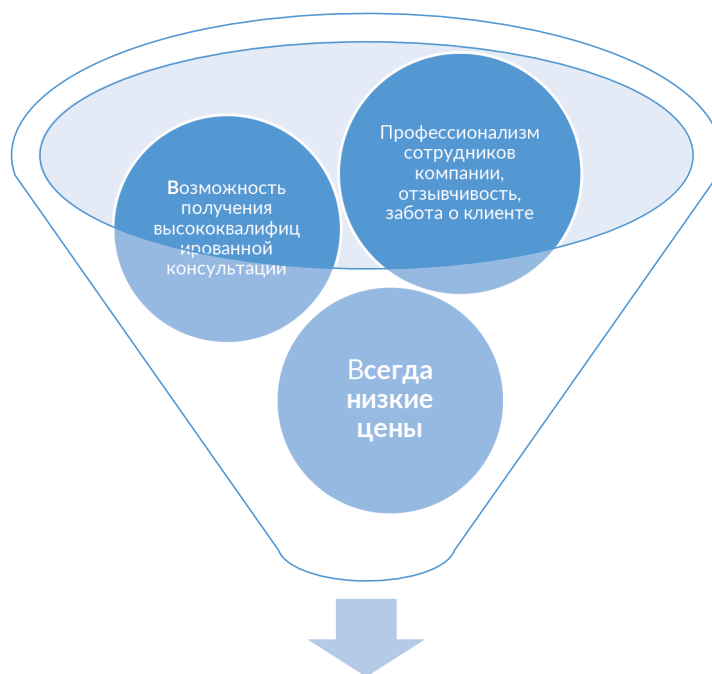 Профессионализм
сотрудников
компании,
отзывчивость,
забота о клиенте
Возможность
получения
высококвалифиц
ированной
консультации
Всегда
низкие
цены